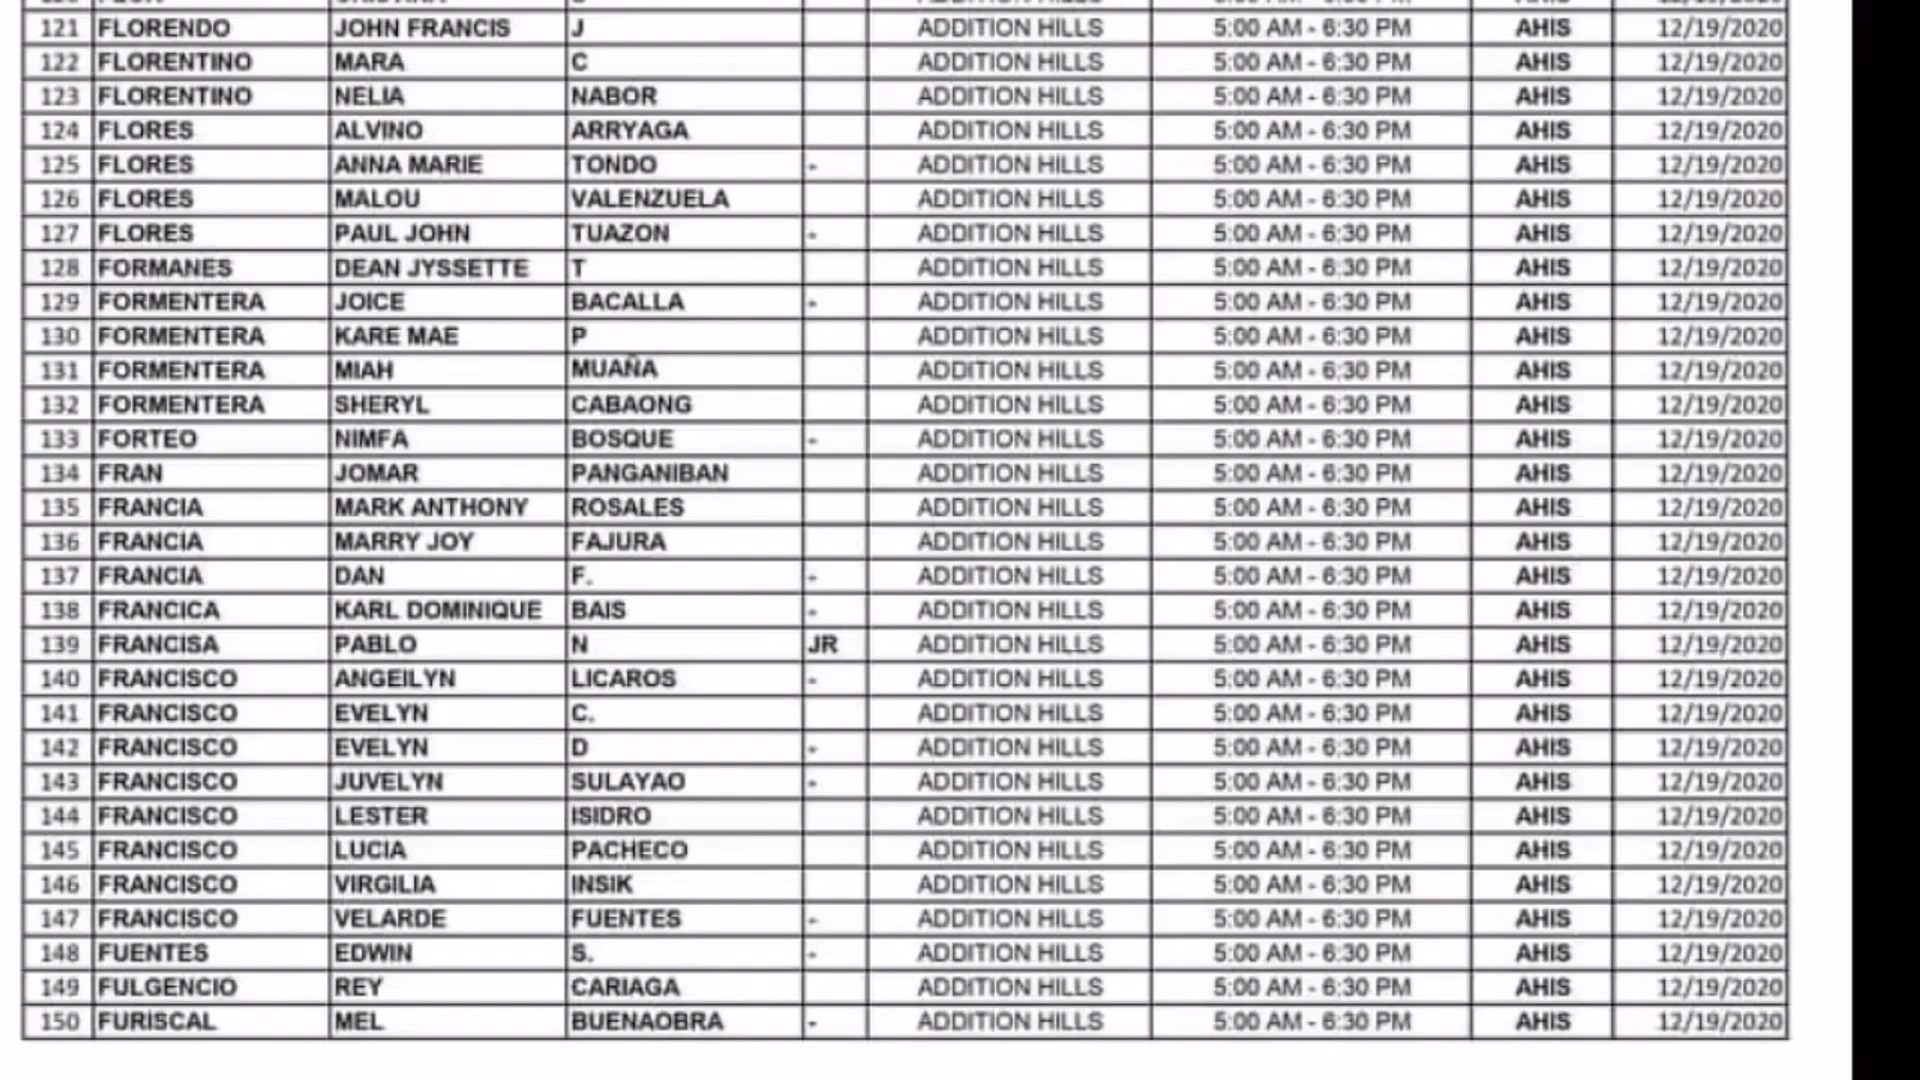 121 FLORENDO JOHN FRANCIS J ADDITION HILLS 5:00 AM - 6:30 PM AHIS 12/19/2020
122 FLORENTINO MARA C ADDITION HILLS 5:00 AM - 6:30 PM AHIS 12/19/2020
123 FLORENTINO NELIA NABOR ADDITION HILLS 5:00 AM - 6:30 PM AHIS 12/19/2020
124 FLORES ALVINO ARRYAGA ADDITION HILLS 5:00 AM - 6:30 PM AHIS 12/19/2020
125 FLORES ANNA MARIE TONDO - ADDITION HILLS 5:00 AM - 6:30 PM AHIS 12/19/2020
126 FLORES MALOU VALENZUELA ADDITION HILLS 5:00 AM - 6:30 PM AHIS 12/19/2020
127 FLORES PAUL JOHN TUAZON - ADDITION HILLS 5:00 AM - 6:30 PM AHIS 12/19/2020
128 FORMANES DEAN JYSSETTE T ADDITION HILLS 5:00 AM - 6:30 PM AHIS 12/19/2020
129 FORMENTERA JOICE BACALLA - ADDITION HILLS 5:00 AM - 6:30 PM AHIS 12/19/2020
130 FORMENTERA KARE MAE P ADDITION HILLS 5:00 AM - 6:30 PM AHIS 12/19/2020
131 FORMENTERA MIAH MUAÑA ADDITION HILLS 5:00 AM - 6:30 PM AHIS 12/19/2020
132 FORMENTERA SHERYL CABAONG ADDITION HILLS 5:00 AM - 6:30 PM AHIS 12/19/2020
133 FORTEO NIMFA BOSQUE - ADDITION HILLS 5:00 AM - 6:30 PM AHIS 12/19/2020
134 FRAN JOMAR PANGANIBAN ADDITION HILLS 5:00 AM - 6:30 PM AHIS 12/19/2020
135 FRANCIA MARK ANTHONY ROSALES ADDITION HILLS 5:00 AM - 6:30 PM AHIS 12/19/2020
136 FRANCIA MARRY JOY FAJURA ADDITION HILLS 5:00 AM - 6:30 PM AHIS 12/19/2020
137 FRANCIA DAN F. - ADDITION HILLS 5:00 AM - 6:30 PM AHIS 12/19/2020
138 FRANCICA KARL DOMINIQUE BAIS - ADDITION HILLS 5:00 AM - 6:30 PM AHIS 12/19/2020
139 FRANCISA PABLO N JR ADDITION HILLS 5:00 AM - 6:30 PM AHIS 12/19/2020
140 FRANCISCO ANGEILYN LICAROS - ADDITION HILLS 5:00 AM - 6:30 PM AHIS 12/19/2020
141 FRANCISCO EVELYN C. ADDITION HILLS 5:00 AM - 6:30 PM AHIS 12/19/2020
142 FRANCISCO EVELYN D - ADDITION HILLS 5:00 AM - 6:30 PM AHIS 12/19/2020
143 FRANCISCO JUVELYN SULAYAO - ADDITION HILLS 5:00 AM - 6:30 PM AHIS 12/19/2020
144 FRANCISCO LESTER ISIDRO ADDITION HILLS 5:00 AM - 6:30 PM AHIS 12/19/2020
145 FRANCISCO LUCIA PACHECO ADDITION HILLS 5:00 AM - 6:30 PM AHIS 12/19/2020
146 FRANCISCO VIRGILIA INSIK ADDITION HILLS 5:00 AM - 6:30 PM AHIS 12/19/2020
147 FRANCISCO VELARDE FUENTES - ADDITION HILLS 5:00 AM - 6:30 PM AHIS 12/19/2020
148 FUENTES EDWIN S. - ADDITION HILLS 5:00 AM - 6:30 PM AHIS 12/19/2020
149 FULGENCIO REY CARIAGA ADDITION HILLS 5:00 AM - 6:30 PM AHIS 12/19/2020
150 FURISCAL MEL BUENAOBRA - ADDITION HILLS 5:00 AM - 6:30 PM AHIS 12/19/2020